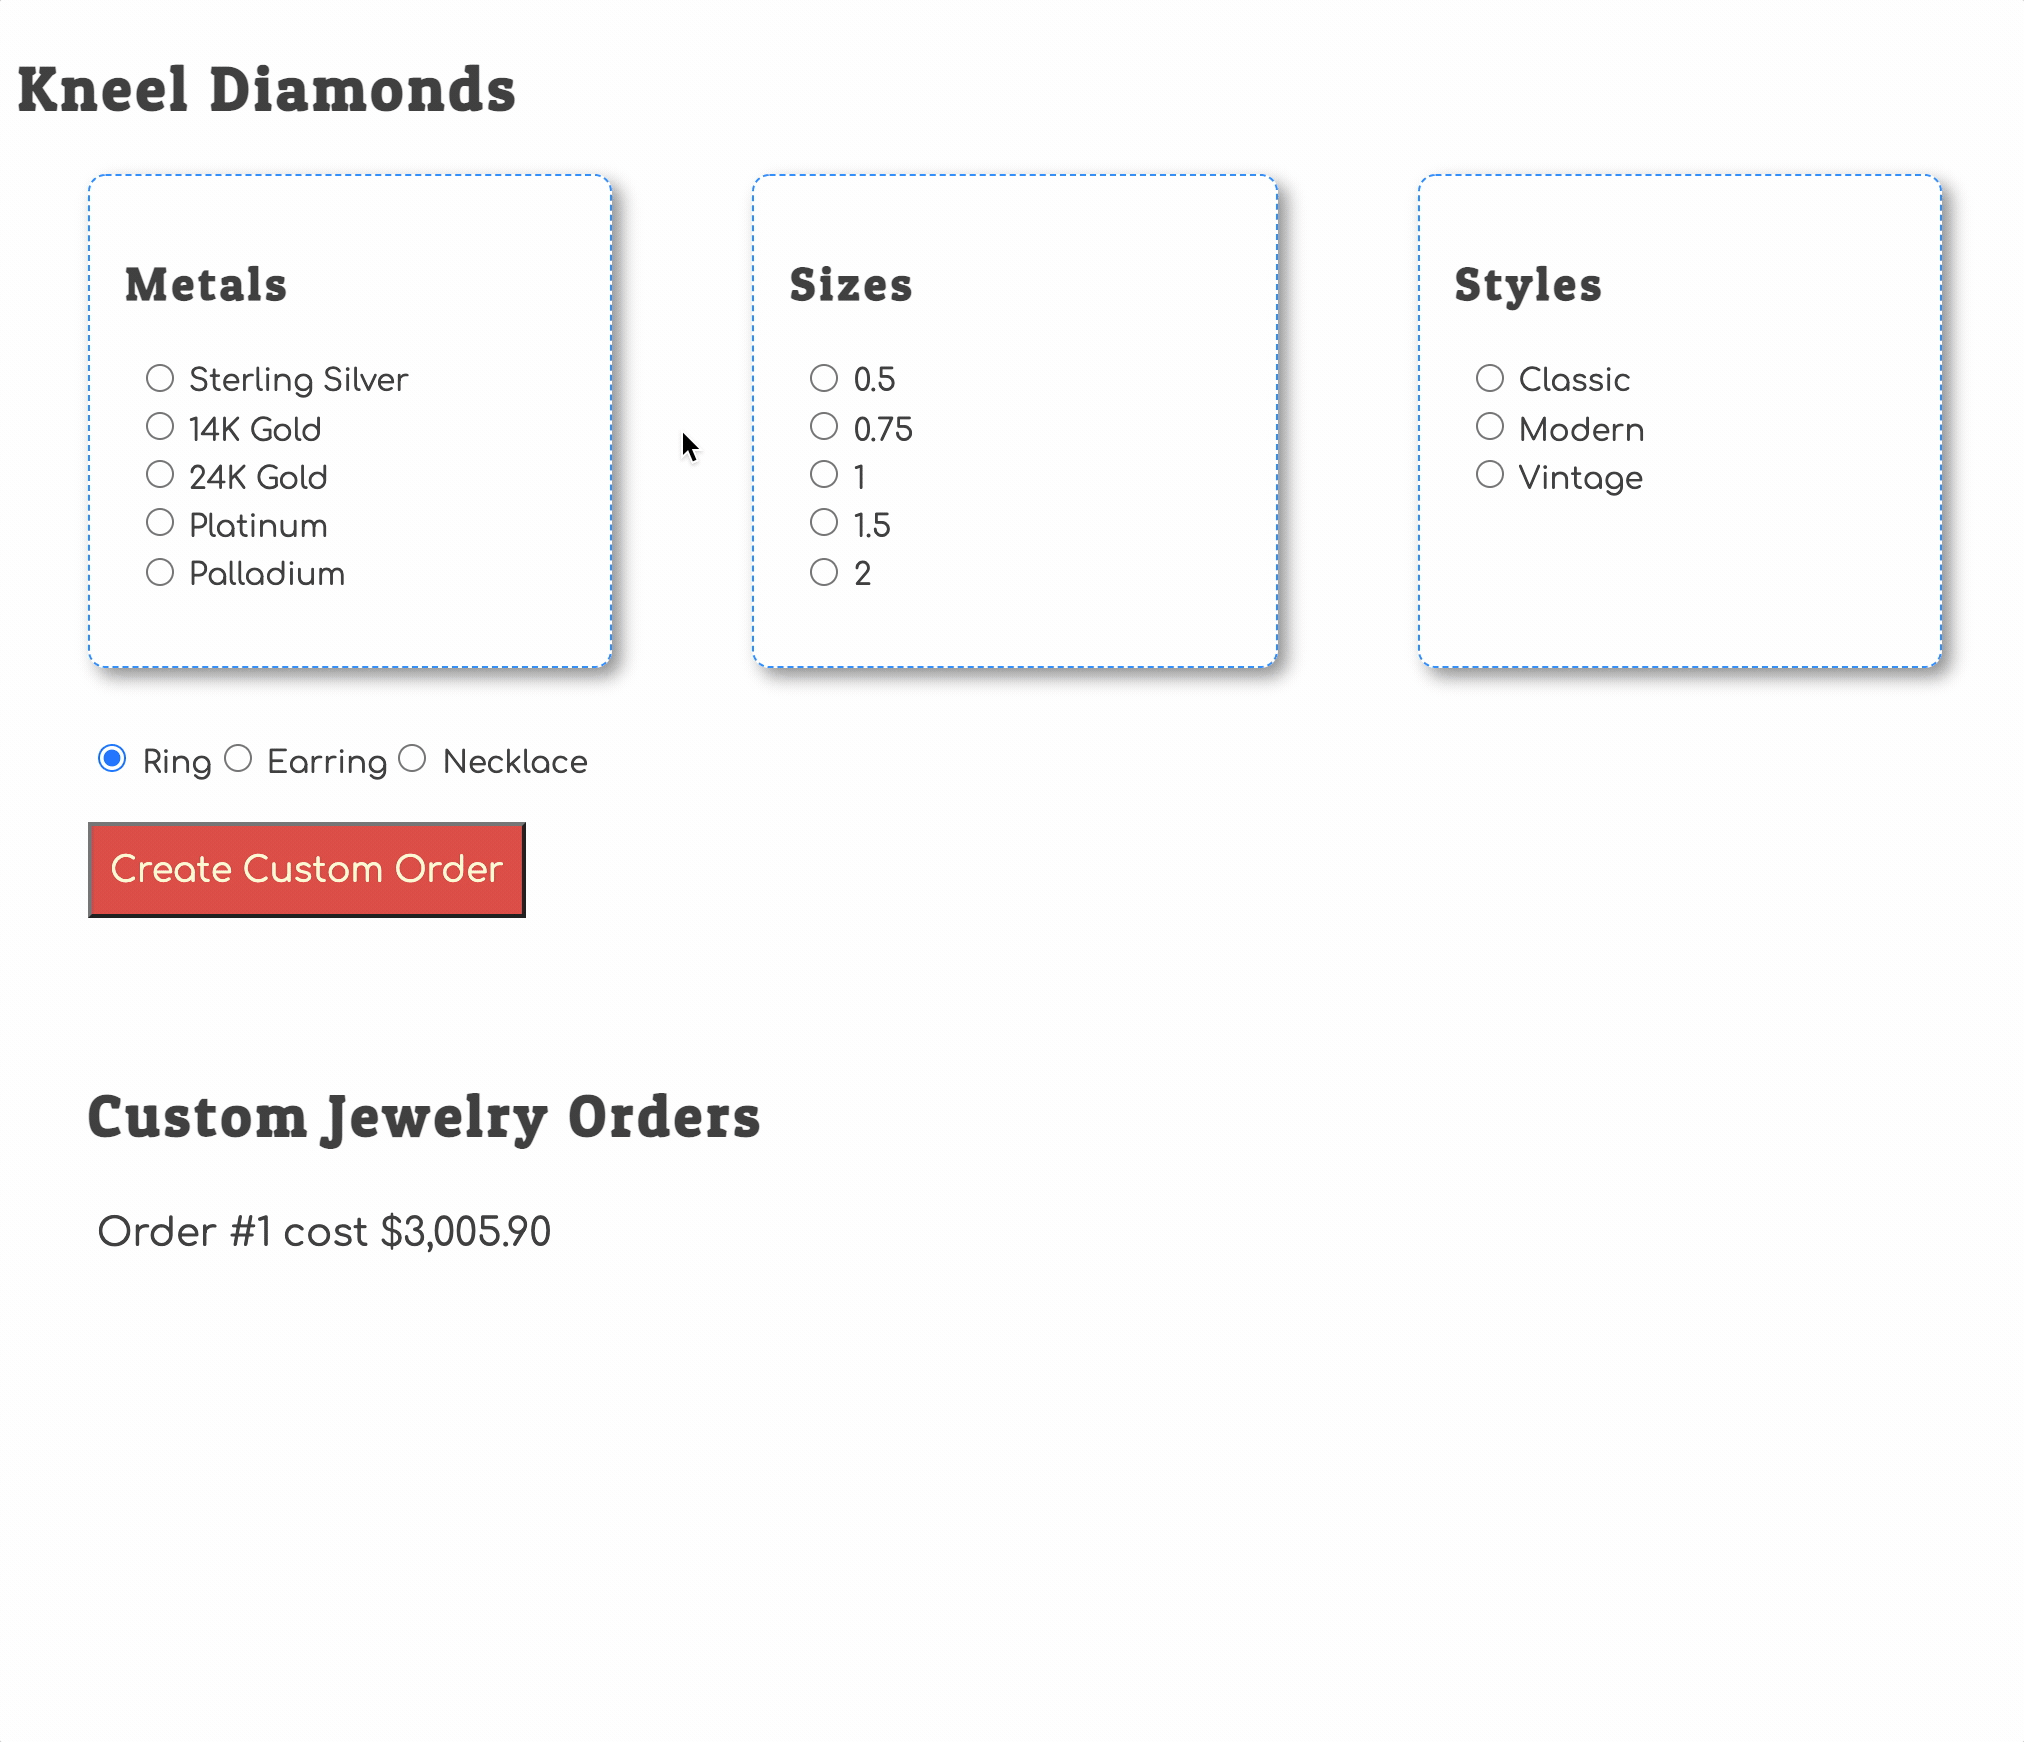 Kneel Diamonds
Metals
Sterling Silver
14K Gold
24K Gold
Platinum
Palladium
Sizes
0.5
0.75
1
1.5
2
Styles
Classic
Modern
Vintage
Ring Earring Necklace
Create Custom Order
Custom Jewelry Orders
Order #1 cost $3,005.90